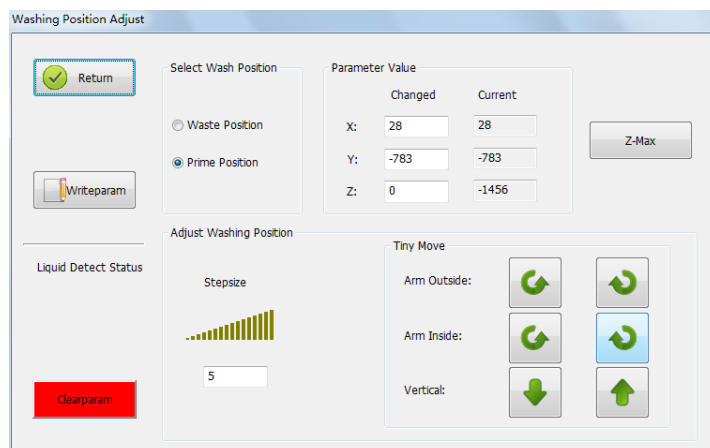 Washing Position Adjust
Return
Select Wash Position
Parameter Value
Changed Current
Waste Position
X: 28 28
Z-Max
Prime Position
Y: -783 -783
Writeparam
Z: 0 -1456
Adjust Washing Position
Tiny Move
Liquid Detect Status
Stepsize
Arm Outside:
Arm Inside:
5
Vertical:
Clearparam